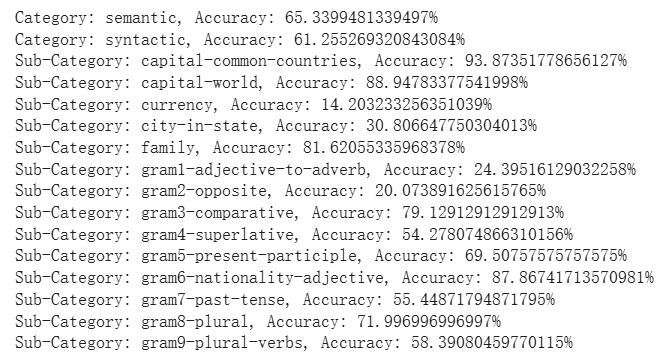 Category: semantic, Accuracy: 65.3399481339497%
Category: syntactic, Accuracy: 61.255269320843084%
Sub-Category: capital-common-countries, Accuracy: 93.87351778656127%
Sub-Category: capital-world, Accuracy: 88.94783377541998%
Sub-Category: currency, Accuracy: 14.203233256351039%
Sub-Category: city-in-state, Accuracy: 30.806647750304013%
Sub-Category: family, Accuracy: 81.62055335968378%
Sub-Category: gram1-adjective-to-adverb, Accuracy: 24.39516129032258%
Sub-Category: gram2-opposite, Accuracy: 20.073891625615765%
Sub-Category: gram3-comparative, Accuracy: 79.12912912912913%
Sub-Category: gram4-superlative, Accuracy: 54.278074866310156%
Sub-Category: gram5-present-participle, Accuracy: 69.50757575757575%
Sub-Category: gram6-nationality-adjective, Accuracy: 87.86741713570981%
Sub-Category: gram7-past-tense, Accuracy: 55.44871794871795%
Sub-Category: gram8-plural, Accuracy: 71.996996996997%
Sub-Category: gram9-plural-verbs, Accuracy: 58.39080459770115%